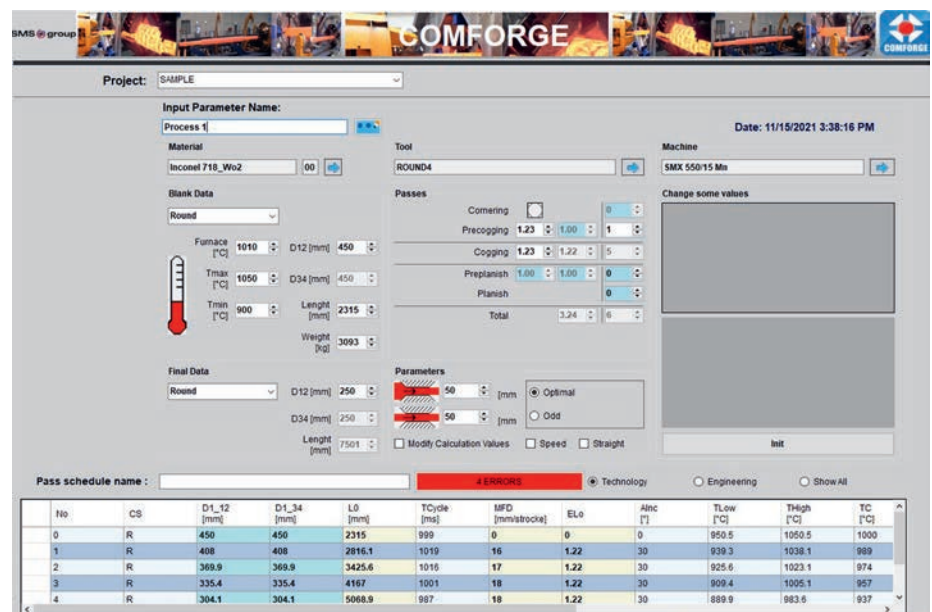 SMS group COMFORGE COMFORGE
Project: SAMPLE
Input Parameter Name:
Process 1
Date: 11/15/2021 3:38:16 PM
Material Tool Machine
Inconel 718_Wo2 00 ROUND4 SMX 550/15 Mn
Blank Data Passes Change some values
Round Cornering 0
Precogging 1.23 1.00 1
Furnace [°C] 1010 D12 [mm] 450 Cogging 1.23 1.22 5
Tmax [°C] 1050 D34 [mm] 450 Preplanish 1.00 1.00 0
Planish 0
Tmin [°C] 900 Lenght [mm] 2315 Total 3.24 6
Weight [kg] 3093
Final Data Parameters
Round D12 [mm] 250 50 [mm Optimal
D34 [mm] 250 50 [mm Odd
Lenght [mm] 7501 Modify Calculation Values Speed Straight Init
Pass schedule name : 4 ERRORS Technology Engineering Show All
No CS D1_12 [mm] D1_34 [mm] L0 [mm] TCycle [ms] MFD [mm/strocke] ELo AInc [°] TLow [°C] THigh [°C] TC [°C]
0 R 450 450 2315 999 0 0 0 950.5 1050.5 1000
1 R 408 408 2816.1 1019 16 1.22 30 939.3 1038.1 989
2 R 369.9 369.9 3425.6 1016 17 1.22 30 925.6 1023.1 974
3 R 335.4 335.4 4167 1001 18 1.22 30 909.4 1005.1 957
4 R 304.1 304.1 5068.9 987 18 1.22 30 889.9 983.6 937